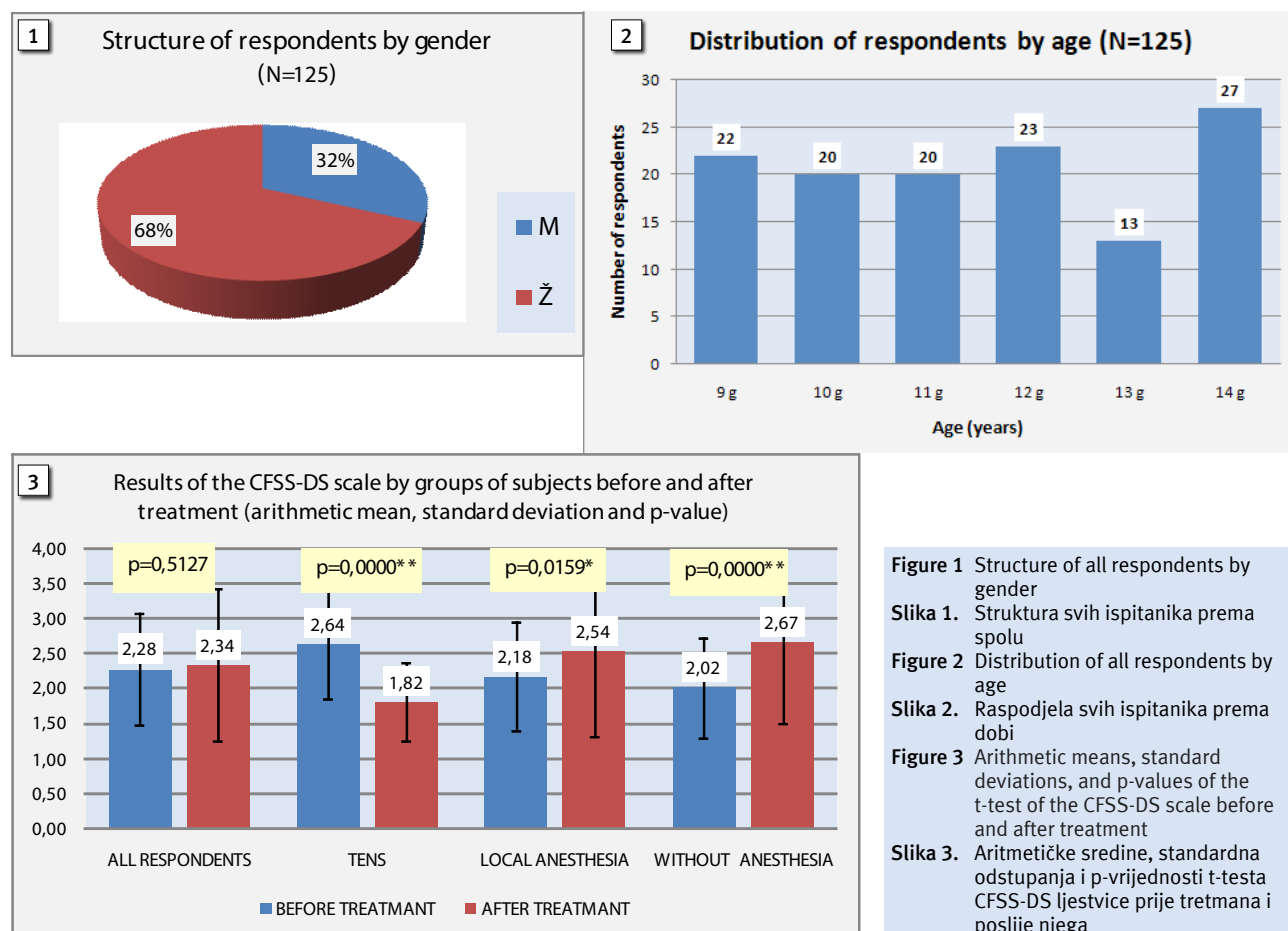 1
Structure of respondents by gender
(N=125)
32%
68%
M
Ž
2
Distribution of respondents by age (N=125)
Number of respondents
30
25
20
15
10
5
0
22
20
20
23
13
27
9 g
10 g
11 g
12 g
13 g
14 g
Age (years)
3
Results of the CFSS-DS scale by groups of subjects before and after
treatment (arithmetic mean, standard deviation and p-value)
4,00
3,50
3,00
2,50
2,00
1,50
1,00
0,50
0,00
p=0,5127
p=0,0000**
p=0,0159*
p=0,0000**
2,28
2,34
2,64
1,82
2,18
2,54
2,02
2,67
ALL RESPONDENTS
TENS
LOCAL ANESTHESIA
WITHOUT ANESTHESIA
BEFORE TREATMANT
AFTER TREATMANT
Figure 1 Structure of all respondents by
gender
Slika 1. Struktura svih ispitanika prema
spolu
Figure 2 Distribution of all respondents by
age
Slika 2. Raspodjela svih ispitanika prema
dobi
Figure 3 Arithmetic means, standard
deviations, and p-values of the
t-test of the CFSS-DS scale before
and after treatment
Slika 3. Aritmetičke sredine, standardna
odstupanja i p-vrijednosti t-testa
CFSS-DS ljestvice prije tretmana i
poslije njega